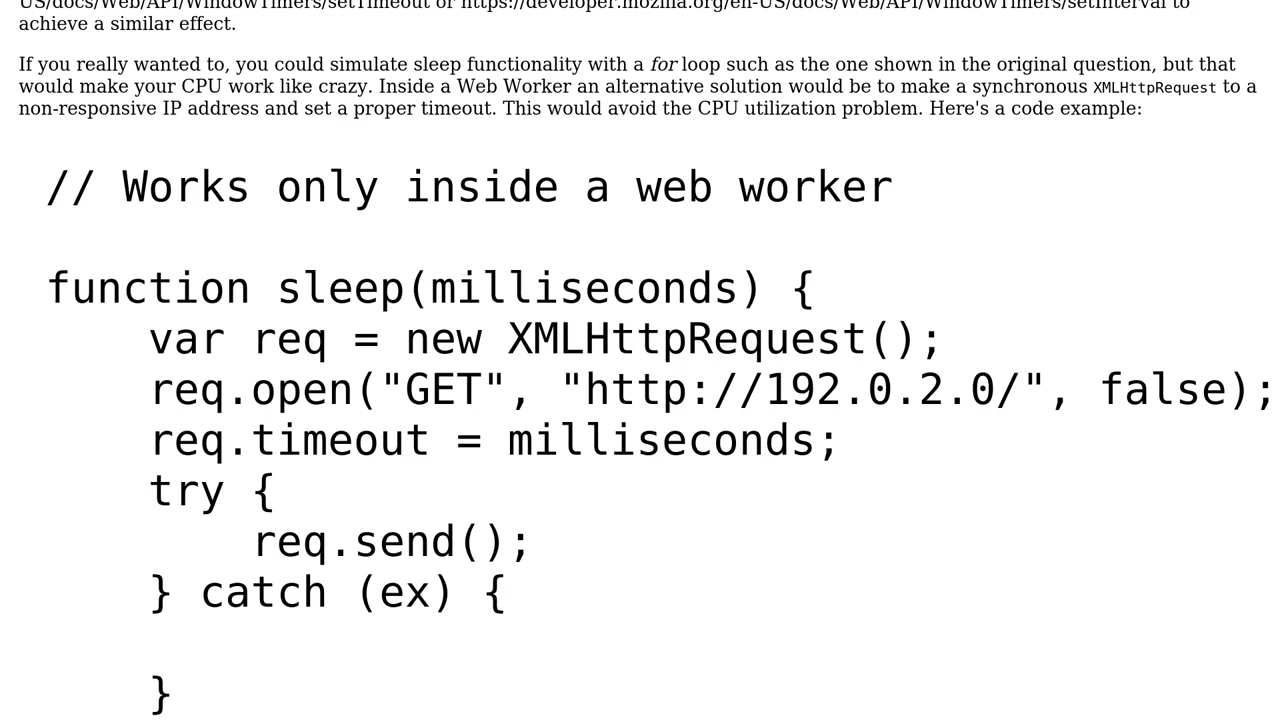 US/docs/Web/API/WindowTimers/setTimeout or https://developer.mozilla.org/en-US/docs/Web/API/WindowTimers/setInterval to
achieve a similar effect.
If you really wanted to, you could simulate sleep functionality with a for loop such as the one shown in the original question, but that
would make your CPU work like crazy. Inside a Web Worker an alternative solution would be to make a synchronous XMLHttpRequest to a
non-responsive IP address and set a proper timeout. This would avoid the CPU utilization problem. Here's a code example:
// Works only inside a web worker
function sleep(milliseconds) {
    var req = new XMLHttpRequest();
    req.open("GET", "http://192.0.2.0/", false);
    req.timeout = milliseconds;
    try {
        req.send();
    } catch (ex) {
    }